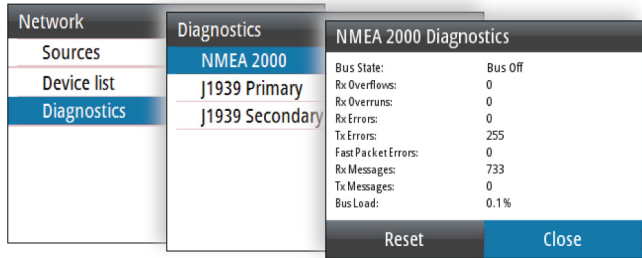 Network
Sources
Device list
Diagnostics
Diagnostics
NMEA 2000
J1939 Primary
J1939 Secondary
NMEA 2000 Diagnostics
Bus State: Bus Off
Rx Overflows: 0
Rx Overruns: 0
Rx Errors: 0
Tx Errors: 255
Fast Packet Errors: 0
Rx Messages: 733
Tx Messages: 0
Bus Load: 0.1%
Reset Close